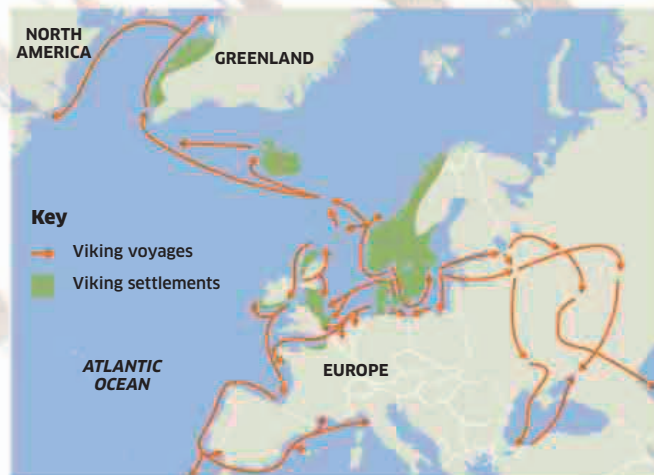 NORTH
AMERICA
GREENLAND
Key
Viking voyages
Viking settlements
ATLANTIC
OCEAN
EUROPE